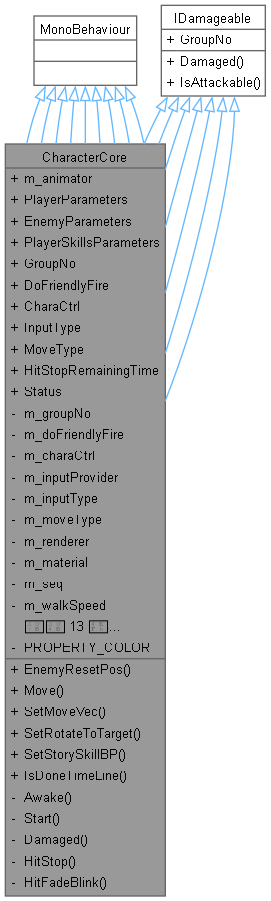 MonoBehaviour
IDamageable
+ GroupNo
+ Damaged()
+ IsAttackable()
CharacterCore
+ m_animator
+ PlayerParameters
+ EnemyParameters
+ PlayerSkillsParameters
+ GroupNo
+ DoFriendlyFire
+ CharaCtrl
+ InputType
+ MoveType
+ HitStopRemainingTime
+ Status
- m_groupNo
- m_doFriendlyFire
- m_charaCtrl
- m_inputProvider
- m_inputType
- m_moveType
- m_renderer
- m_material
- m_seq
- m_walkSpeed
13 ...
- PROPERTY_COLOR
+ EnemyResetPos()
+ Move()
+ SetMoveVec()
+ SetRotateToTarget()
+ SetStorySkillBP()
+ IsDoneTimeLine()
- Awake()
- Start()
- Damaged()
- HitStop()
- HitFadeBlink()